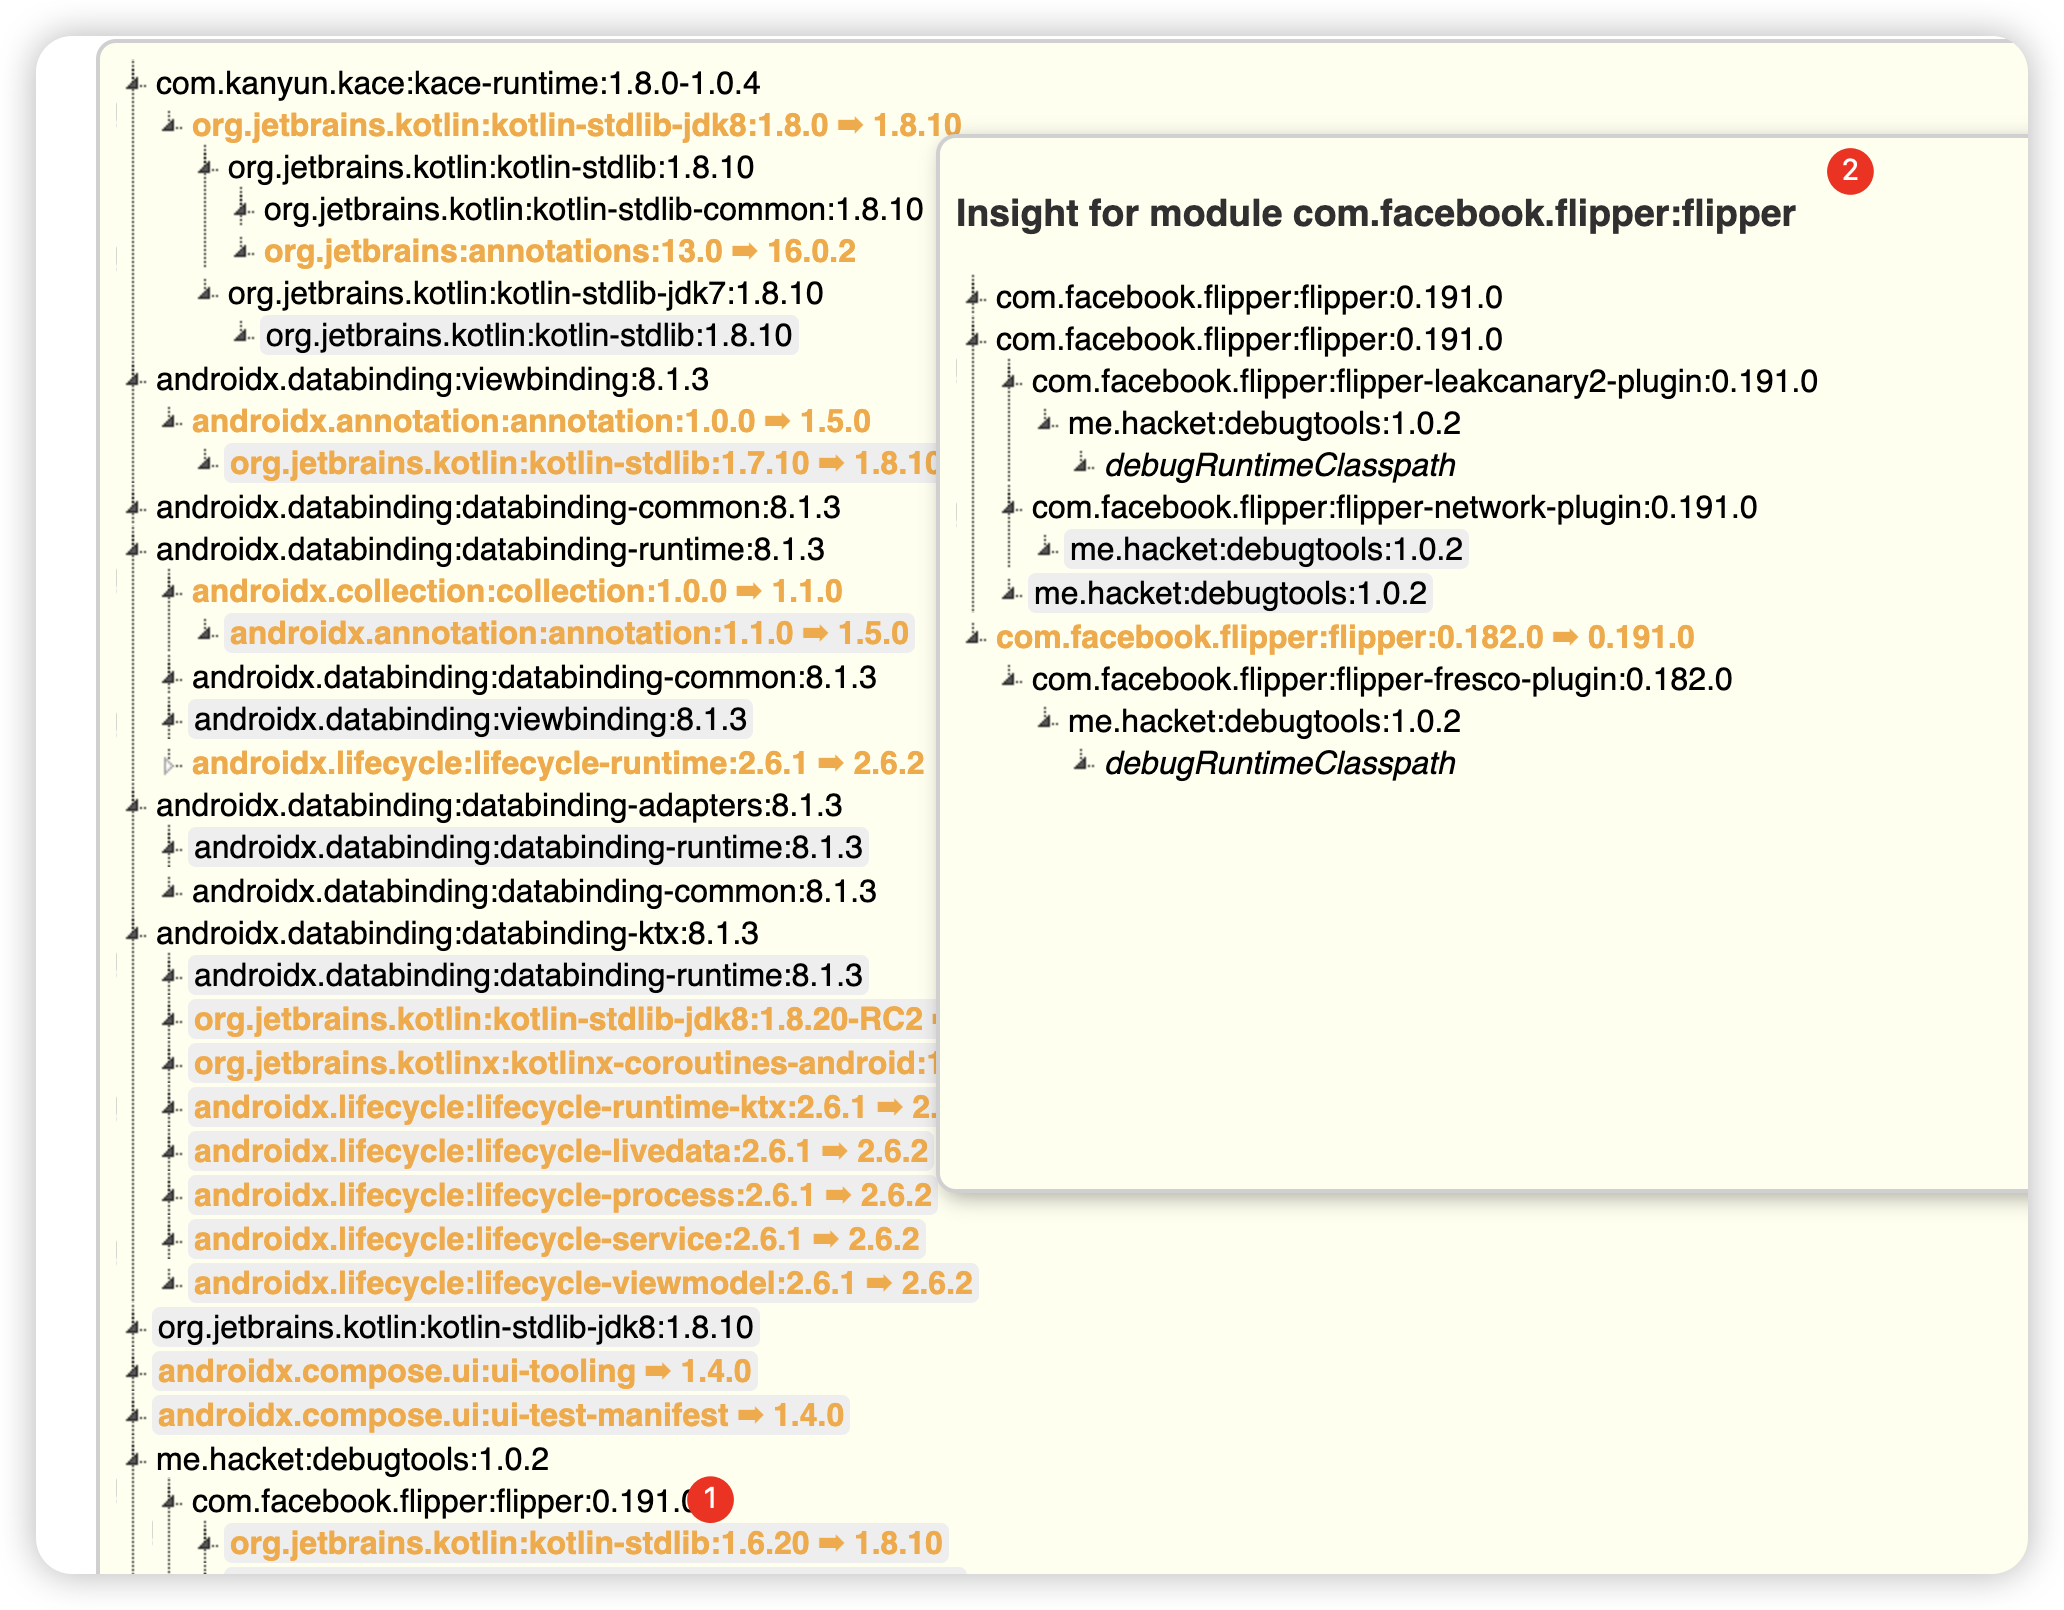 com.kanyun.kace:kace-runtime:1.8.0-1.0.4
org.jetbrains.kotlin:kotlin-stdlib-jdk8:1.8.0 ➡ 1.8.10
org.jetbrains.kotlin:kotlin-stdlib:1.8.10
org.jetbrains.kotlin:kotlin-stdlib-common:1.8.10
org.jetbrains:annotations:13.0 ➡ 16.0.2
org.jetbrains.kotlin:kotlin-stdlib-jdk7:1.8.10
org.jetbrains.kotlin:kotlin-stdlib:1.8.10
androidx.databinding:viewbinding:8.1.3
androidx.annotation:annotation:1.0.0 ➡ 1.5.0
org.jetbrains.kotlin:kotlin-stdlib:1.7.10 ➡ 1.8.10
androidx.databinding:databinding-common:8.1.3
androidx.databinding:databinding-runtime:8.1.3
androidx.collection:collection:1.0.0 ➡ 1.1.0
androidx.annotation:annotation:1.1.0 ➡ 1.5.0
androidx.databinding:databinding-common:8.1.3
androidx.databinding:viewbinding:8.1.3
androidx.lifecycle:lifecycle-runtime:2.6.1 ➡ 2.6.2
androidx.databinding:databinding-adapters:8.1.3
androidx.databinding:databinding-runtime:8.1.3
androidx.databinding:databinding-common:8.1.3
androidx.databinding:databinding-ktx:8.1.3
androidx.databinding:databinding-runtime:8.1.3
org.jetbrains.kotlin:kotlin-stdlib-jdk8:1.8.20-RC2
org.jetbrains.kotlinx:kotlinx-coroutines-android:1
androidx.lifecycle:lifecycle-runtime-ktx:2.6.1 ➡ 2.
androidx.lifecycle:lifecycle-livedata:2.6.1 ➡ 2.6.2
androidx.lifecycle:lifecycle-process:2.6.1 ➡ 2.6.2
androidx.lifecycle:lifecycle-service:2.6.1 ➡ 2.6.2
androidx.lifecycle:lifecycle-viewmodel:2.6.1 ➡ 2.6.2
org.jetbrains.kotlin:kotlin-stdlib-jdk8:1.8.10
androidx.compose.ui:ui-tooling ➡ 1.4.0
androidx.compose.ui:ui-test-manifest ➡ 1.4.0
me.hacket:debugtools:1.0.2
com.facebook.flipper:flipper:0.191.0 1
org.jetbrains.kotlin:kotlin-stdlib:1.6.20 ➡ 1.8.10
2
Insight for module com.facebook.flipper:flipper
com.facebook.flipper:flipper:0.191.0
com.facebook.flipper:flipper:0.191.0
com.facebook.flipper:flipper-leakcanary2-plugin:0.191.0
me.hacket:debugtools:1.0.2
debugRuntimeClasspath
com.facebook.flipper:flipper-network-plugin:0.191.0
me.hacket:debugtools:1.0.2
me.hacket:debugtools:1.0.2
com.facebook.flipper:flipper:0.182.0 ➡ 0.191.0
com.facebook.flipper:flipper-fresco-plugin:0.182.0
me.hacket:debugtools:1.0.2
debugRuntimeClasspath